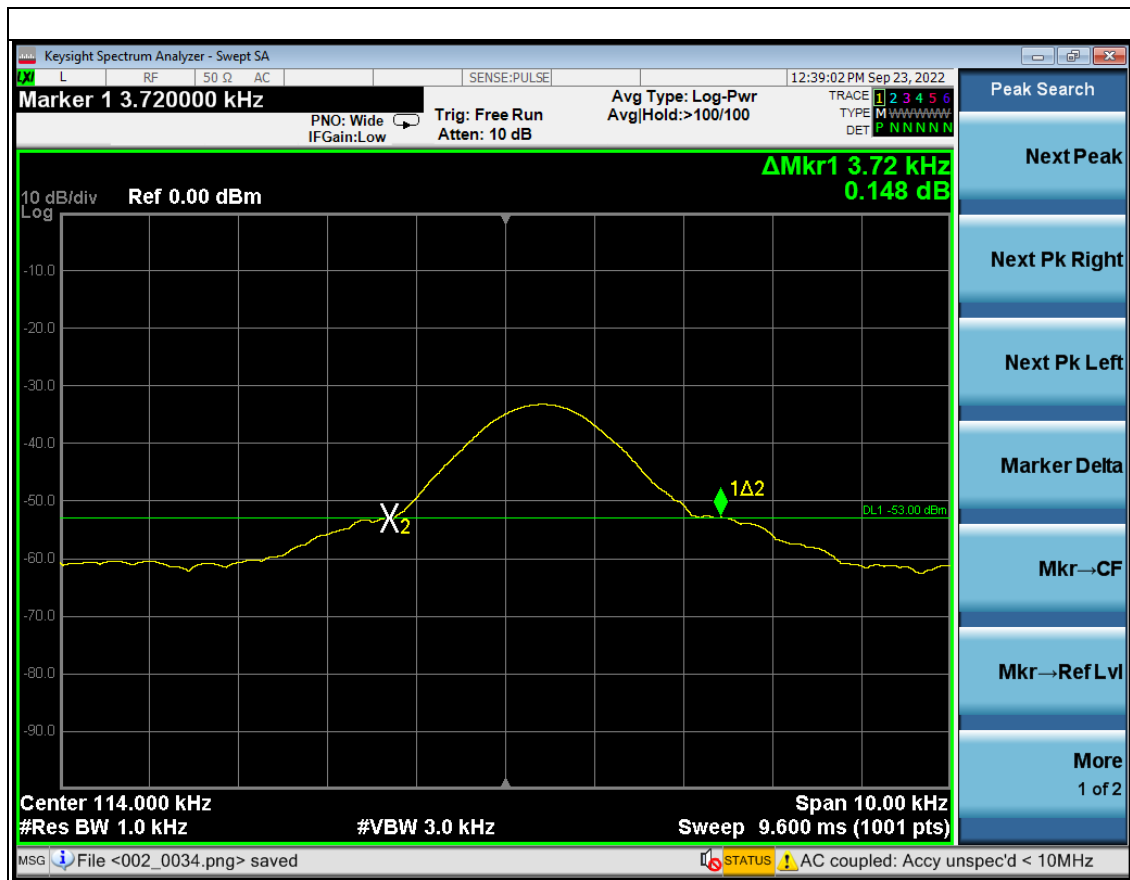 Keysight Spectrum Analyzer - Swept SA
LXI L RF 50 Ω AC SENSE:PULSE 12:39:02 PM Sep 23, 2022
Marker 1 3.720000 kHz
PNO: Wide
IFGain:Low
Trig: Free Run
Atten: 10 dB
Avg Type: Log-Pwr
Avg|Hold:>100/100
TRACE 1 2 3 4 5 6
TYPE M WWWWW
DET P N N N N N
ΔMkr1 3.72 kHz
0.148 dB
10 dB/div Ref 0.00 dBm
Log
-10.0
-20.0
-30.0
-40.0
-50.0
-60.0
-70.0
-80.0
-90.0
X2
1Δ2
DL1 -53.00 dBm
Center 114.000 kHz Span 10.00 kHz
#Res BW 1.0 kHz #VBW 3.0 kHz Sweep 9.600 ms (1001 pts)
Peak Search
Next Peak
Next Pk Right
Next Pk Left
Marker Delta
Mkr→CF
Mkr→Ref Lvl
More
1 of 2
MSG File <002_0034.png> saved STATUS AC coupled: Accy unspec'd < 10MHz